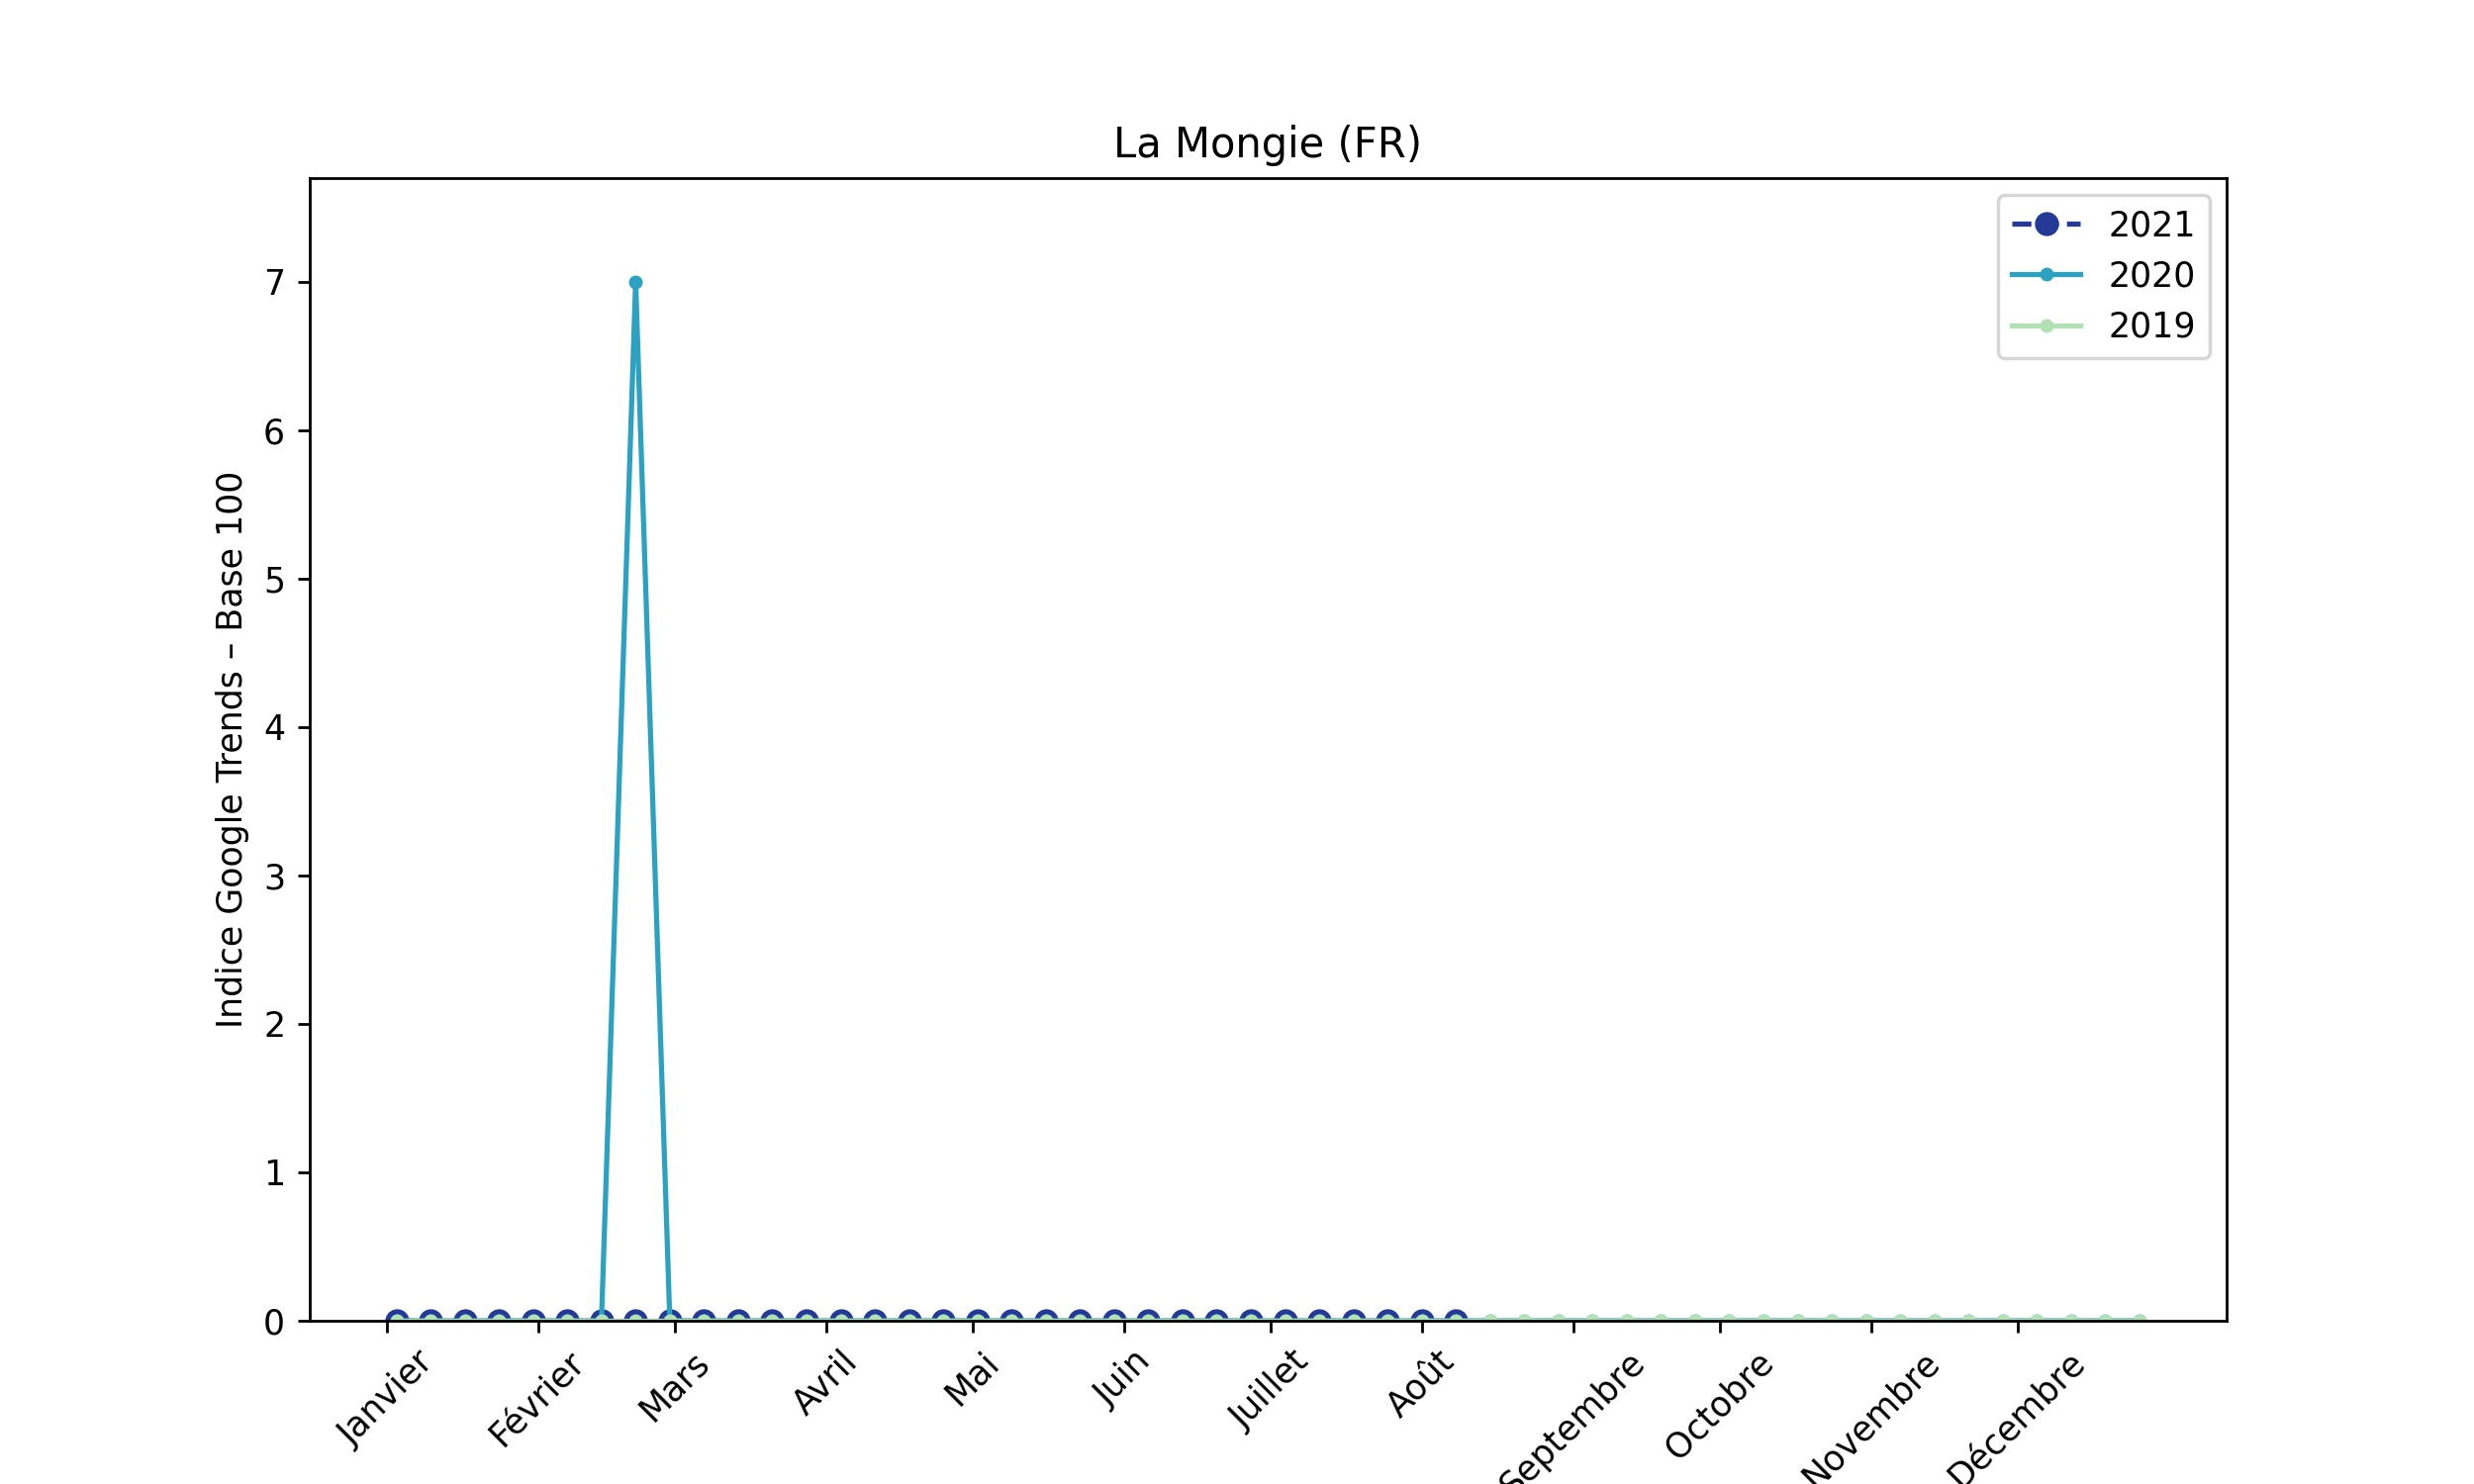 La Mongie (FR)
2021
2020
2019
7
6
5
4
3
2
1
0
Indice Google Trends – Base 100
Janvier
Février
Mars
Avril
Mai
Juin
Juillet
Août
Septembre
Octobre
Novembre
Décembre